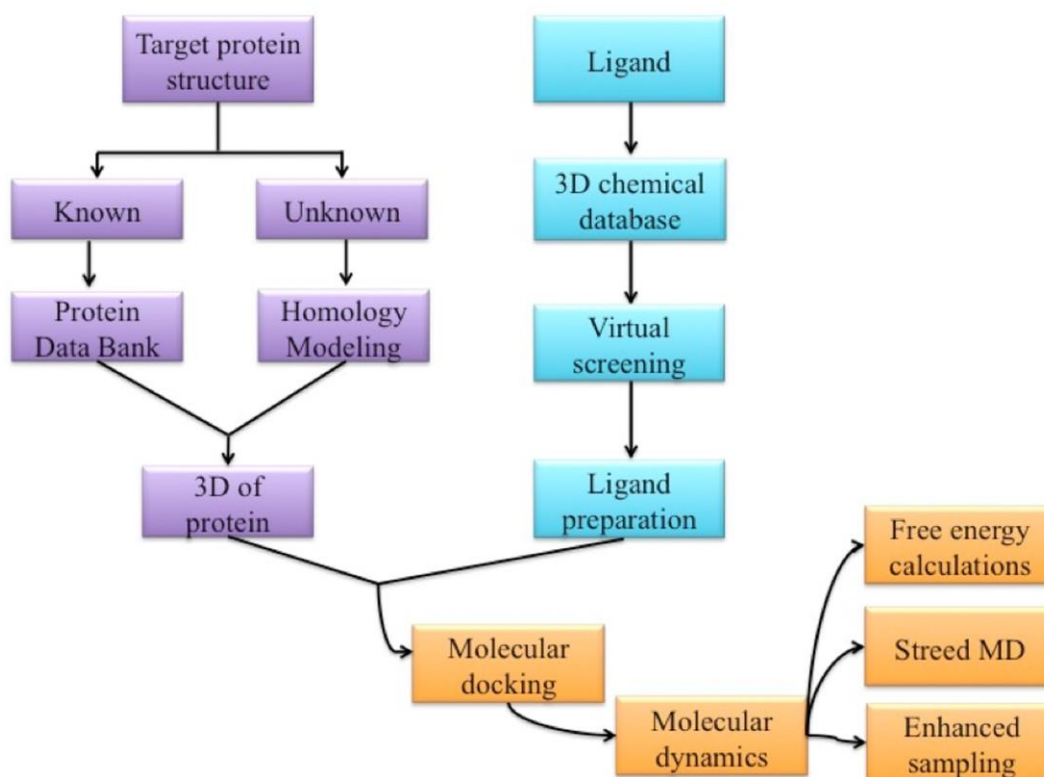 Target protein
structure
Ligand
Known
Unknown
3D chemical
database
Protein
Data Bank
Homology
Modeling
Virtual
screening
3D of
protein
Ligand
preparation
Free energy
calculations
Molecular
docking
Streed MD
Molecular
dynamics
Enhanced
sampling